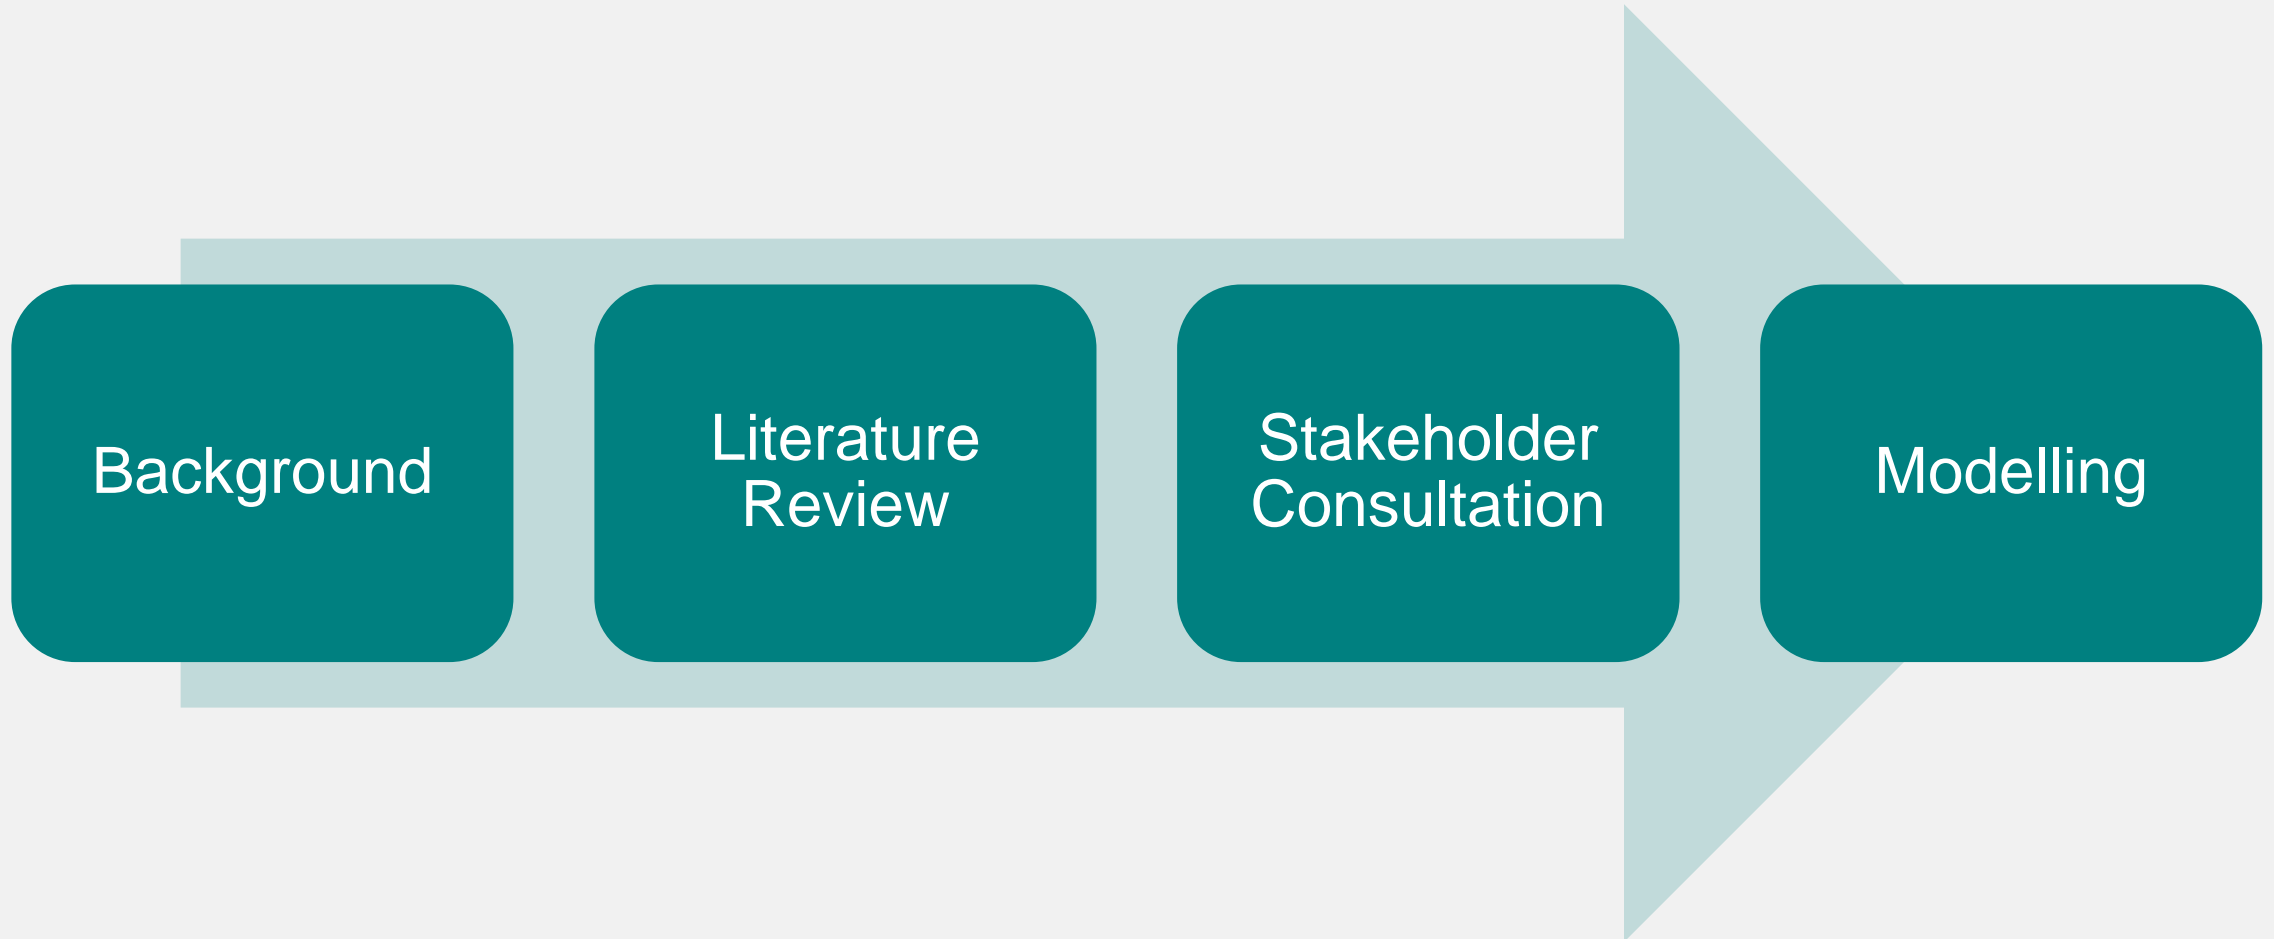 Background
Literature
Review
Stakeholder
Consultation
Modelling